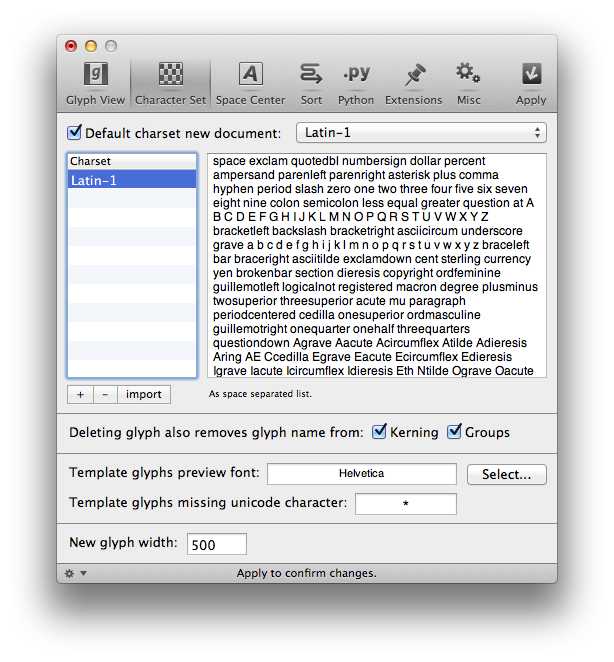 g A .py
Glyph View Character Set Space Center Sort Python Extensions Misc Apply
Default charset new document: Latin-1
Charset
Latin-1
space exclam quotedbl numbersign dollar percent
ampersand parenleft parenright asterisk plus comma
hyphen period slash zero one two three four five six seven
eight nine colon semicolon less equal greater question at A
B C D E F G H I J K L M N O P Q R S T U V W X Y Z
bracketleft backslash bracketright asciicircum underscore
grave a b c d e f g h i j k l m n o p q r s t u v w x y z braceleft
bar braceright asciitilde exclamdown cent sterling currency
yen brokenbar section dieresis copyright ordfeminine
guillemotleft logicalnot registered macron degree plusminus
twosuperior threesuperior acute mu paragraph
periodcentered cedilla onesuperior ordmasculine
guillemotright onequarter onehalf threequarters
questiondown Agrave Aacute Acircumflex Atilde Adieresis
Aring AE Ccedilla Egrave Eacute Ecircumflex Edieresis
Igrave Iacute Icircumflex Idieresis Eth Ntilde Ograve Oacute
+ - import
As space separated list.
Deleting glyph also removes glyph name from: Kerning Groups
Template glyphs preview font: Helvetica Select...
Template glyphs missing unicode character: *
New glyph width: 500
Apply to confirm changes.